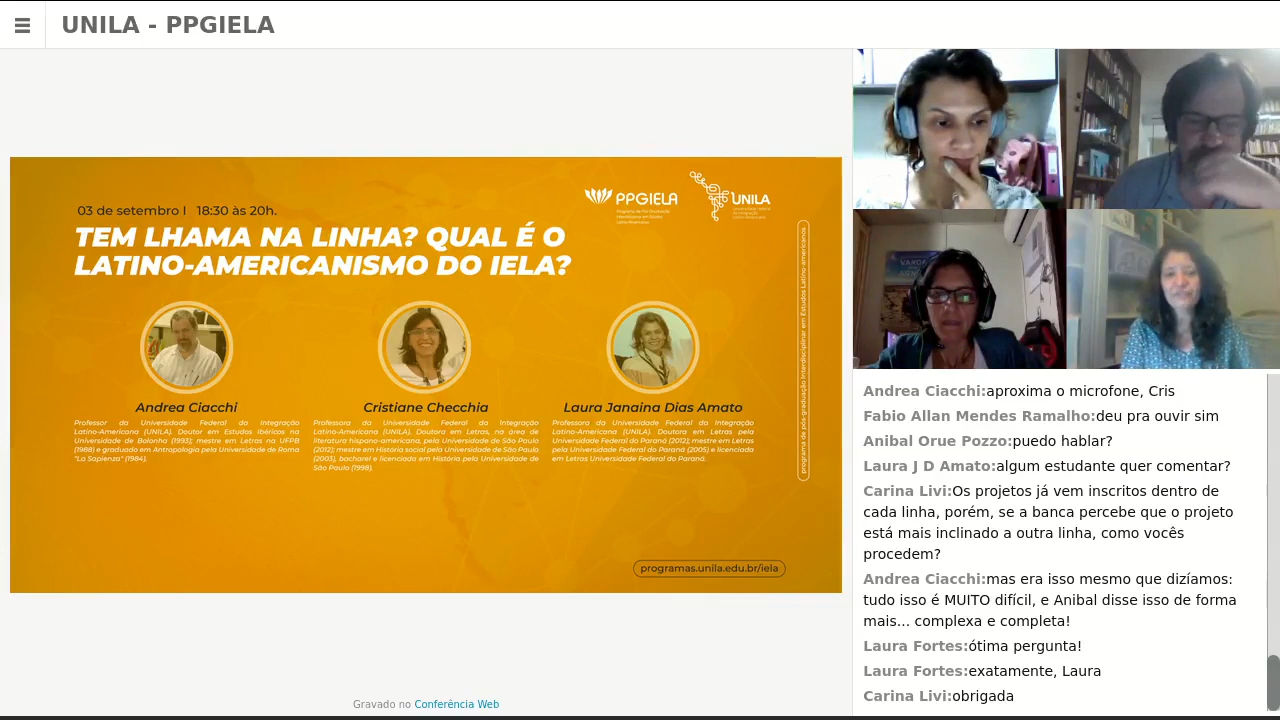 UNILA - PPGIELA
03 de setembro I 18:30 às 20h.
PPGIELA
UNILA
TEM LHAMA NA LINHA? QUAL É O
LATINO-AMERICANISMO DO IELA?
programa de pós-graduação Interdisciplinar em Estudos Latino-americanos
Andrea Ciacchi
Professor da Universidade Federal da Integração
Latino-Americana (UNILA). Doutor em Estudos Ibéricos na
Universidade de Bolonha (1993); mestre em Letras na UFPB
(1988) e graduado em Antropologia pela Universidade de Roma
"La Sapienza" (1984).
Cristiane Checchia
Professora da Universidade Federal da Integração
Latino-Americana (UNILA). Doutora em Letras, na área de
literatura hispano-americana, pela Universidade de São Paulo
(2012); mestre em História social pela Universidade de São Paulo
(2003), bacharel e licenciada em História pela Universidade de
São Paulo (1998).
Laura Janaina Dias Amato
Professora da Universidade Federal da Integração
Latino-Americana (UNILA). Doutora em Letras pela
Universidade Federal do Paraná (2012); mestre em Letras
pela Universidade Federal do Paraná (2005) e licenciada
em Letras Universidade Federal do Paraná.
programas.unila.edu.br/iela
Gravado no Conferência Web
Andrea Ciacchi:aproxima o microfone, Cris
Fabio Allan Mendes Ramalho:deu pra ouvir sim
Anibal Orue Pozzo:puedo hablar?
Laura J D Amato:algum estudante quer comentar?
Carina Livi:Os projetos já vem inscritos dentro de
cada linha, porém, se a banca percebe que o projeto
está mais inclinado a outra linha, como vocês
procedem?
Andrea Ciacchi:mas era isso mesmo que dizíamos:
tudo isso é MUITO difícil, e Anibal disse isso de forma
mais... complexa e completa!
Laura Fortes:ótima pergunta!
Laura Fortes:exatamente, Laura
Carina Livi:obrigada